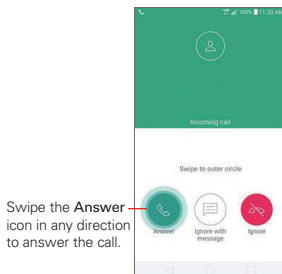 100% 11:20 AM
Incoming call
Swipe to outer circle
Swipe the Answer
icon in any direction
to answer the call.
Answer
Ignore with
message
Ignore